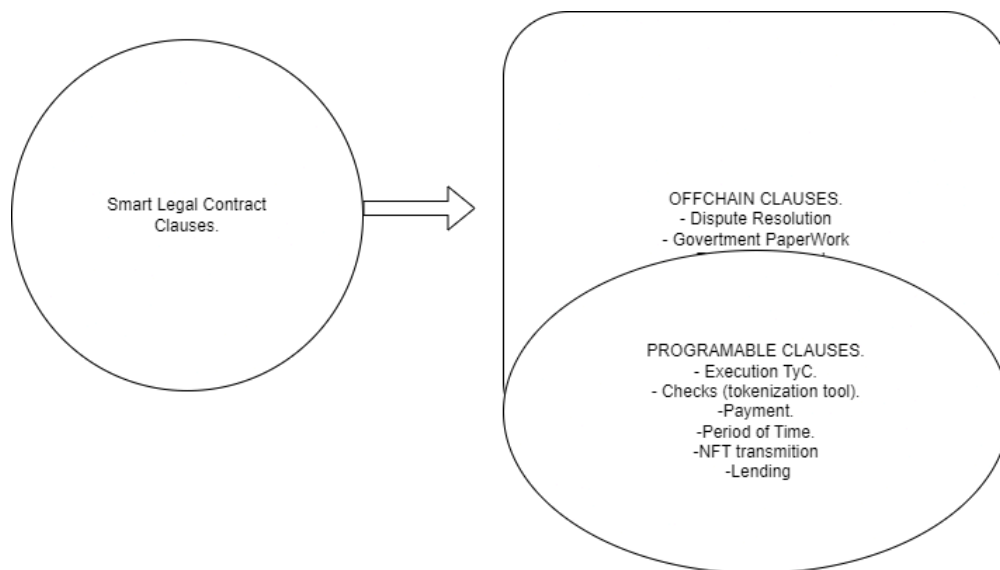 Smart Legal Contract
Clauses.
OFFCHAIN CLAUSES.
- Dispute Resolution
- Govertment PaperWork
PROGRAMABLE CLAUSES.
- Execution TyC.
- Checks (tokenization tool).
-Payment.
-Period of Time.
-NFT transmition
-Lending